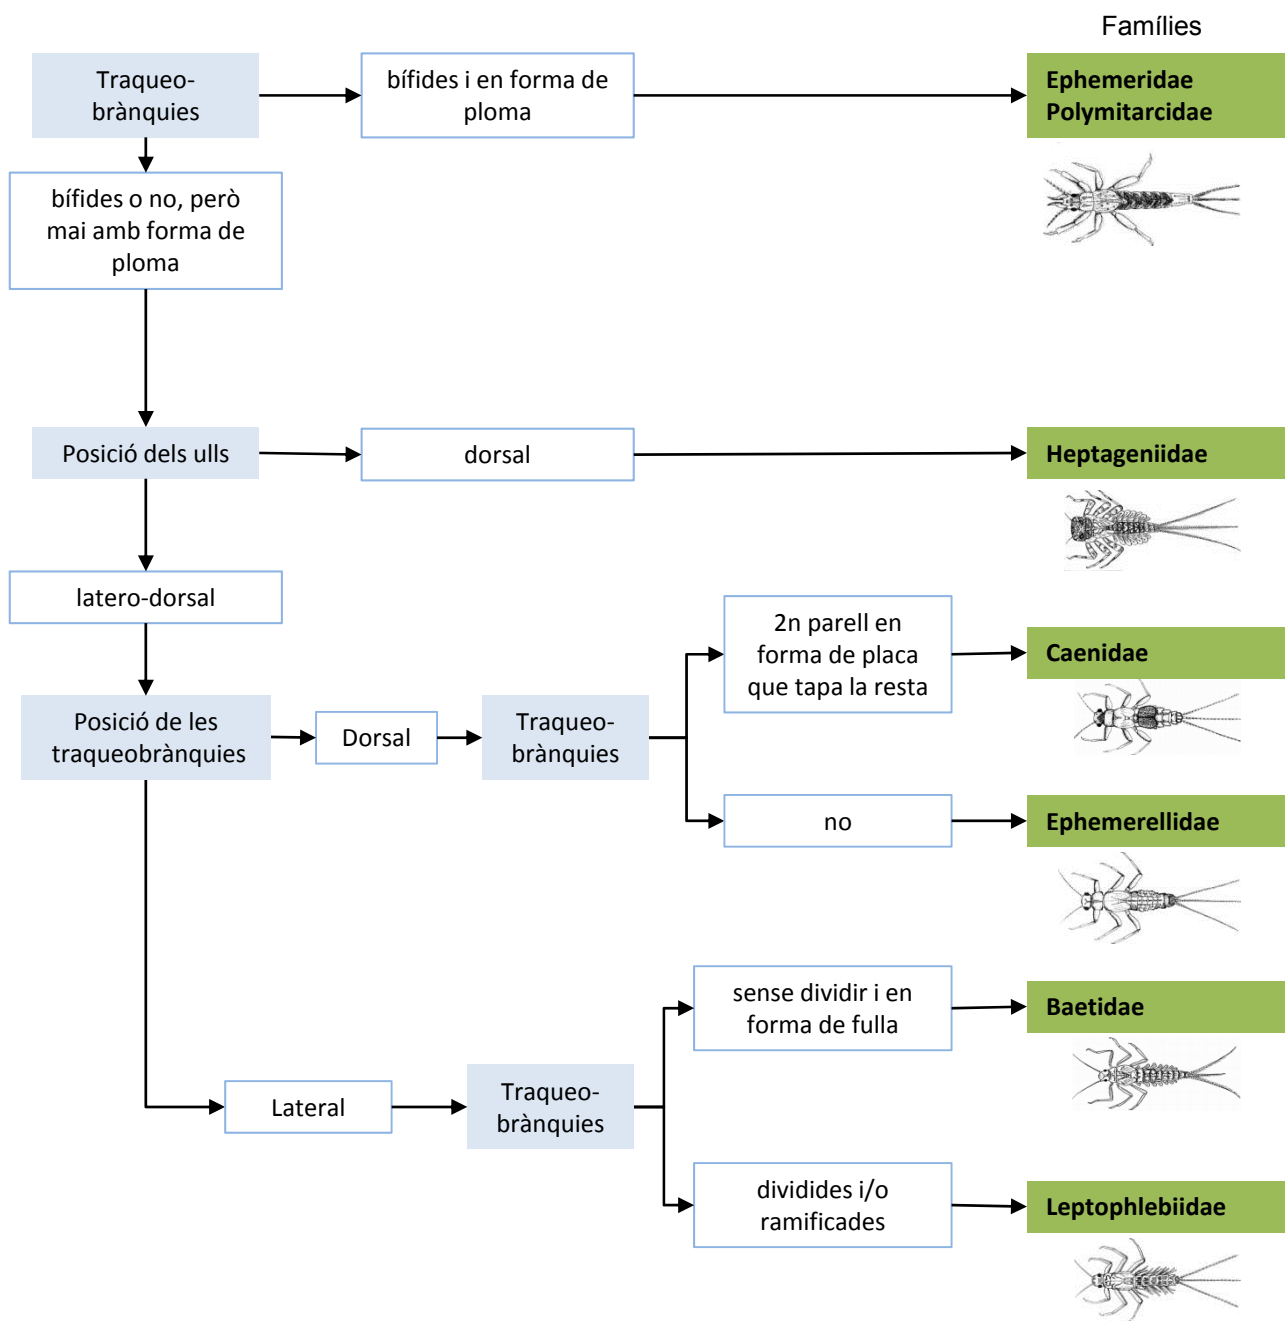 Famílies
Traqueo-
brànquies
bífides i en forma de
ploma
Ephemeridae
Polymitarcidae
bífides o no, però
mai amb forma de
ploma
Posició dels ulls
dorsal
Heptageniidae
latero-dorsal
2n parell en
forma de placa
que tapa la resta
Caenidae
Posició de les
traqueobrànquies
Dorsal
Traqueo-
brànquies
no
Ephemerellidae
sense dividir i en
forma de fulla
Baetidae
Lateral
Traqueo-
brànquies
dividides i/o
ramificades
Leptophlebiidae